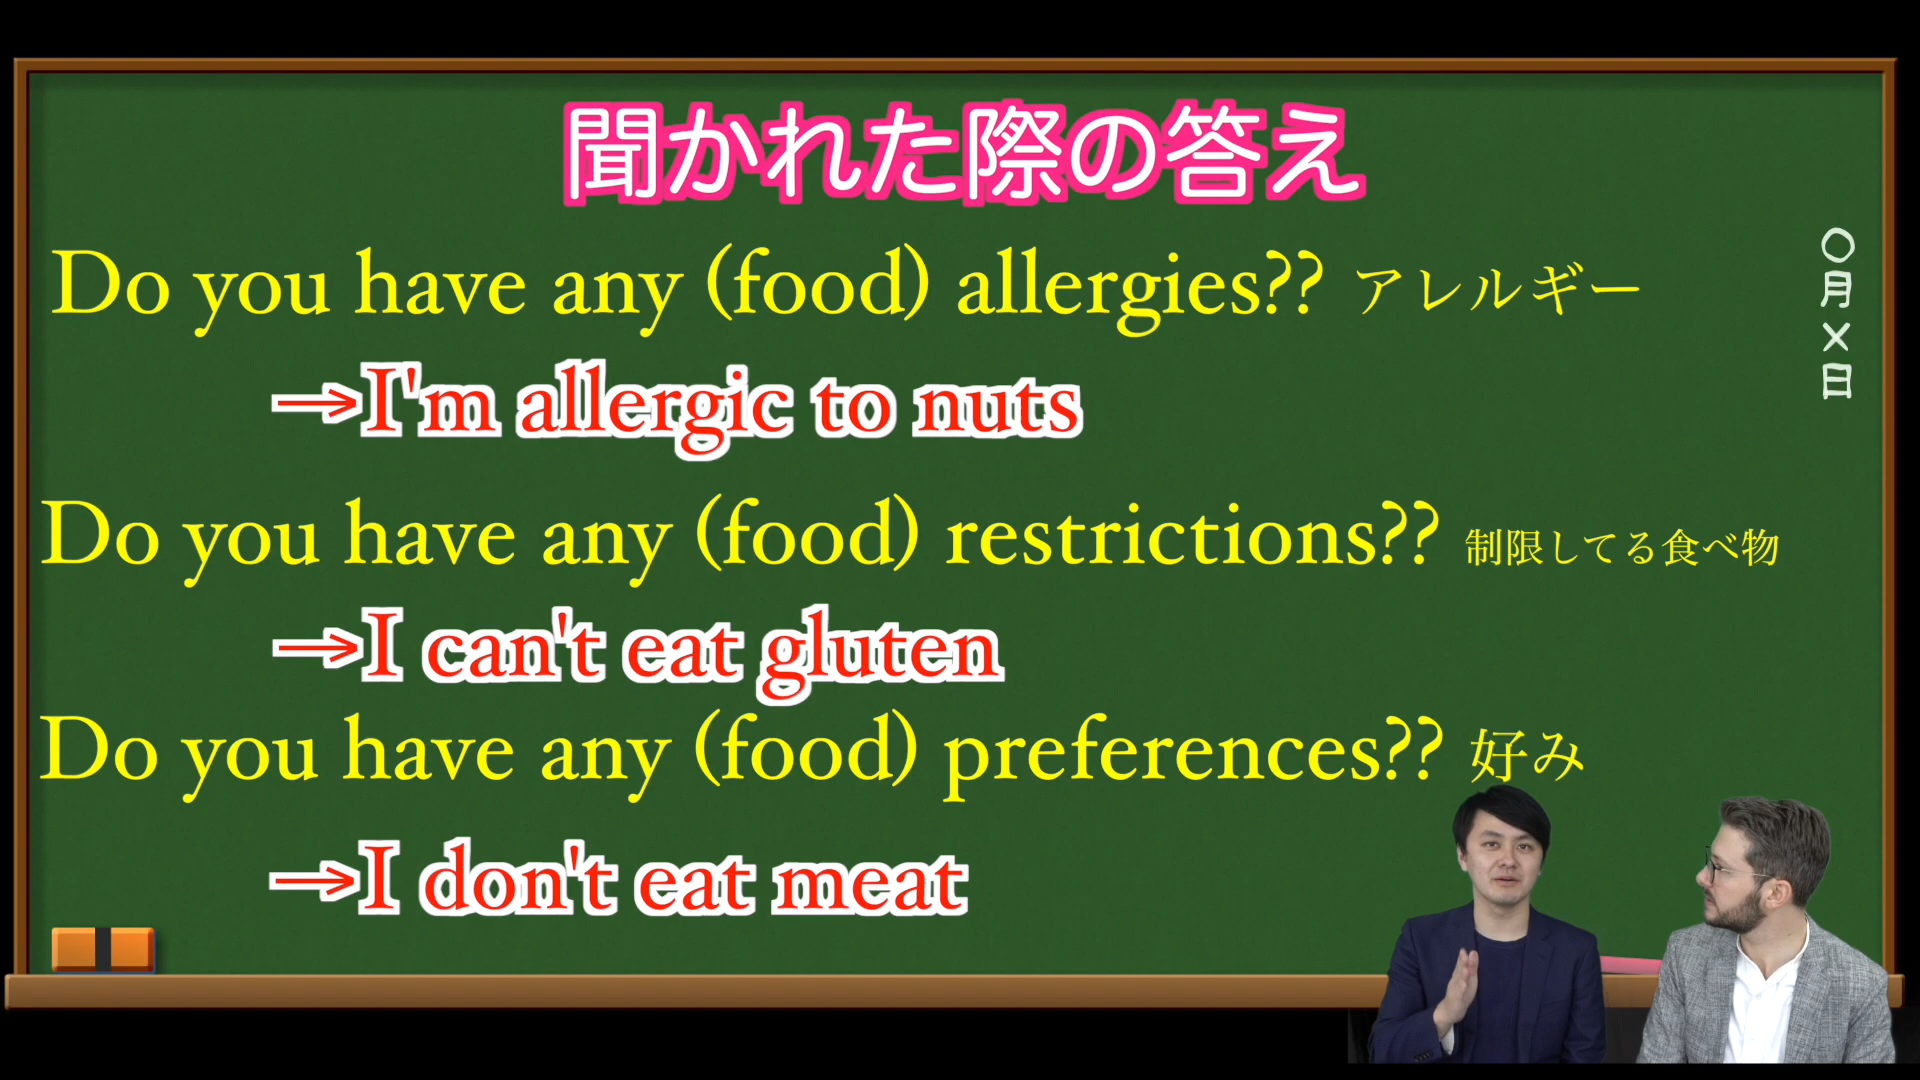 聞かれた際の答え
Do you have any (food) allergies?? アレルギー
→I'm allergic to nuts
Do you have any (food) restrictions?? 制限してる食べ物
→I can't eat gluten
Do you have any (food) preferences?? 好み
→I don't eat meat
〇月×日